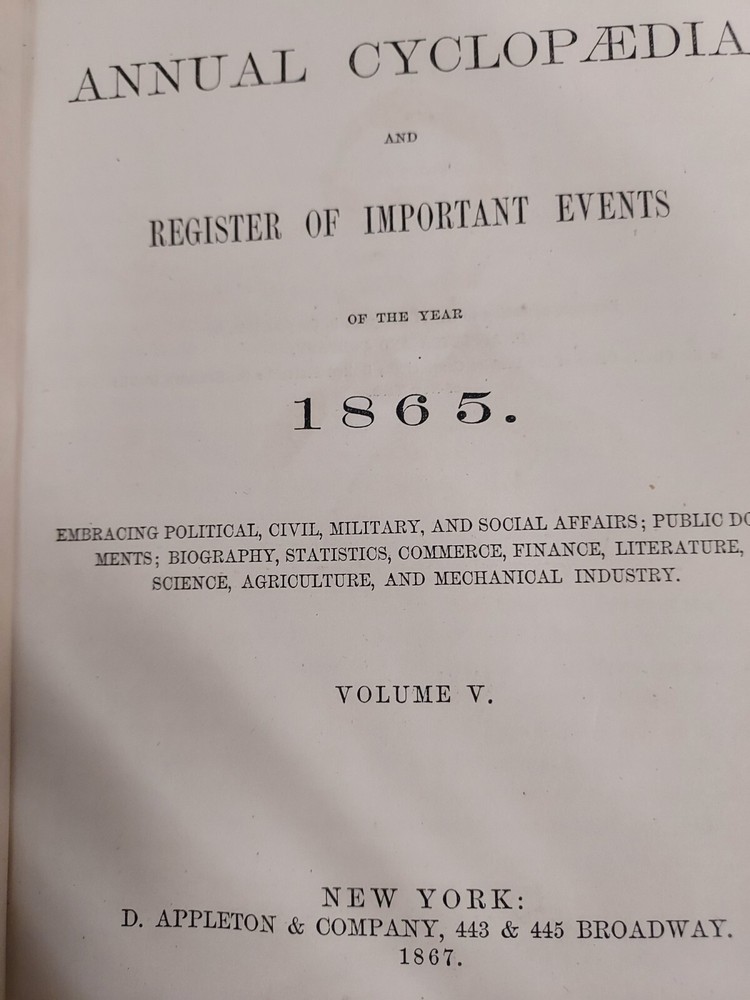 ANNUAL CYCLOPÆDIA
AND
REGISTER OF IMPORTANT EVENTS
OF THE YEAR
1865.
EMBRACING POLITICAL, CIVIL, MILITARY, AND SOCIAL AFFAIRS; PUBLIC DO
MENTS; BIOGRAPHY, STATISTICS, COMMERCE, FINANCE, LITERATURE,
SCIENCE, AGRICULTURE, AND MECHANICAL INDUSTRY.
VOLUME V.
NEW YORK:
D. APPLETON & COMPANY, 443 & 445 BROADWAY.
1867.